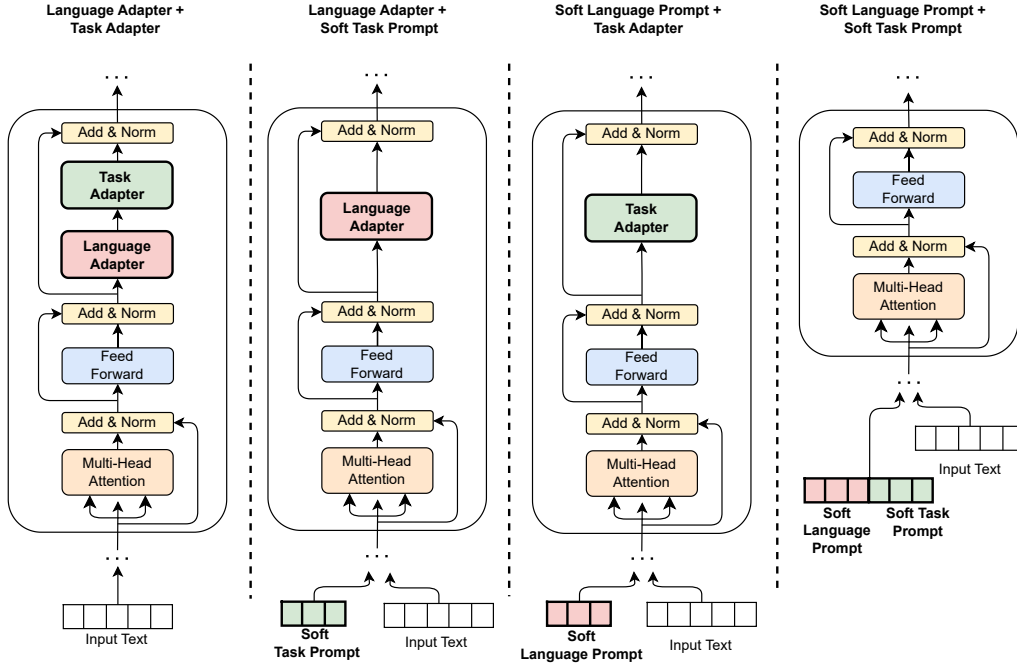 Language Adapter +
Task Adapter
. . .
Add & Norm
Task
Adapter
Language
Adapter
Add & Norm
Feed
Forward
Add & Norm
Multi-Head
Attention
. . .
Input Text
Language Adapter +
Soft Task Prompt
. . .
Add & Norm
Language
Adapter
Add & Norm
Feed
Forward
Add & Norm
Multi-Head
Attention
. . .
Soft
Task Prompt
Input Text
Soft Language Prompt +
Task Adapter
. . .
Add & Norm
Task
Adapter
Add & Norm
Feed
Forward
Add & Norm
Multi-Head
Attention
. . .
Soft
Language Prompt
Input Text
Soft Language Prompt +
Soft Task Prompt
. . .
Add & Norm
Feed
Forward
Add & Norm
Multi-Head
Attention
. . .
Input Text
Soft
Language
Prompt
Soft Task
Prompt